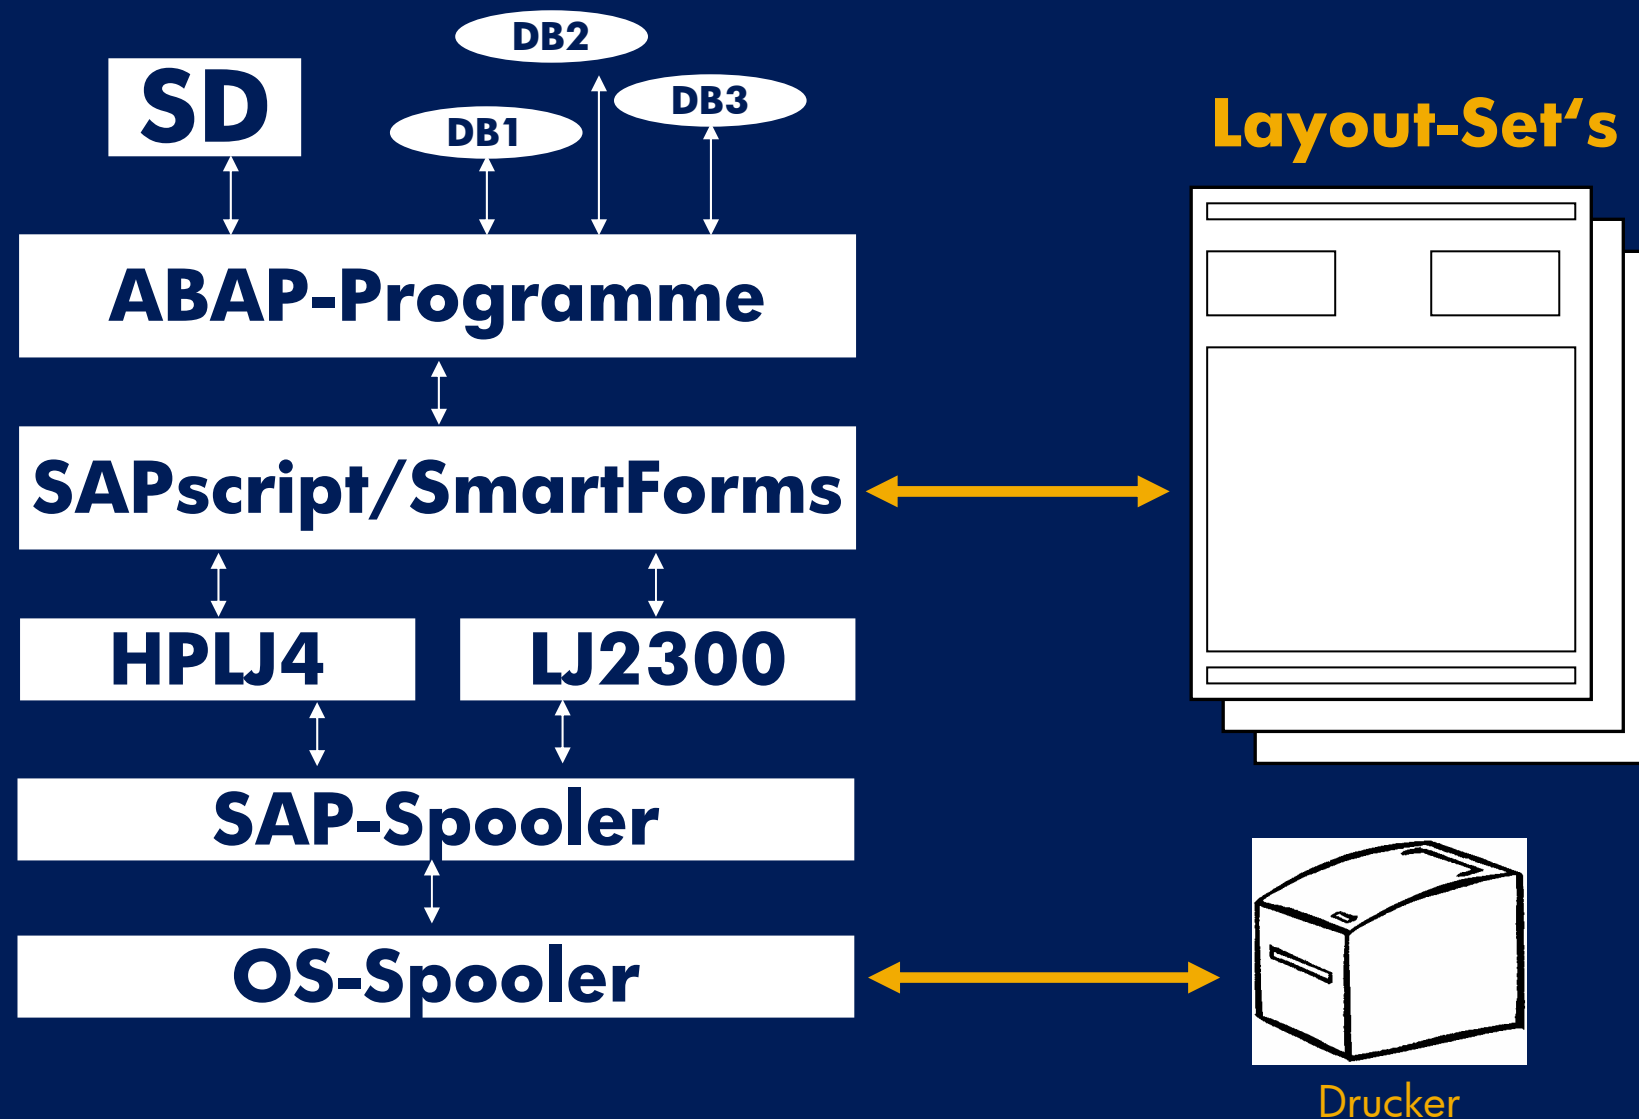 DB2
SD
DB3
DB1
Layout-Set‘s
ABAP-Programme
SAPscript/SmartForms
HPLJ4
LJ2300
SAP-Spooler
OS-Spooler
Drucker